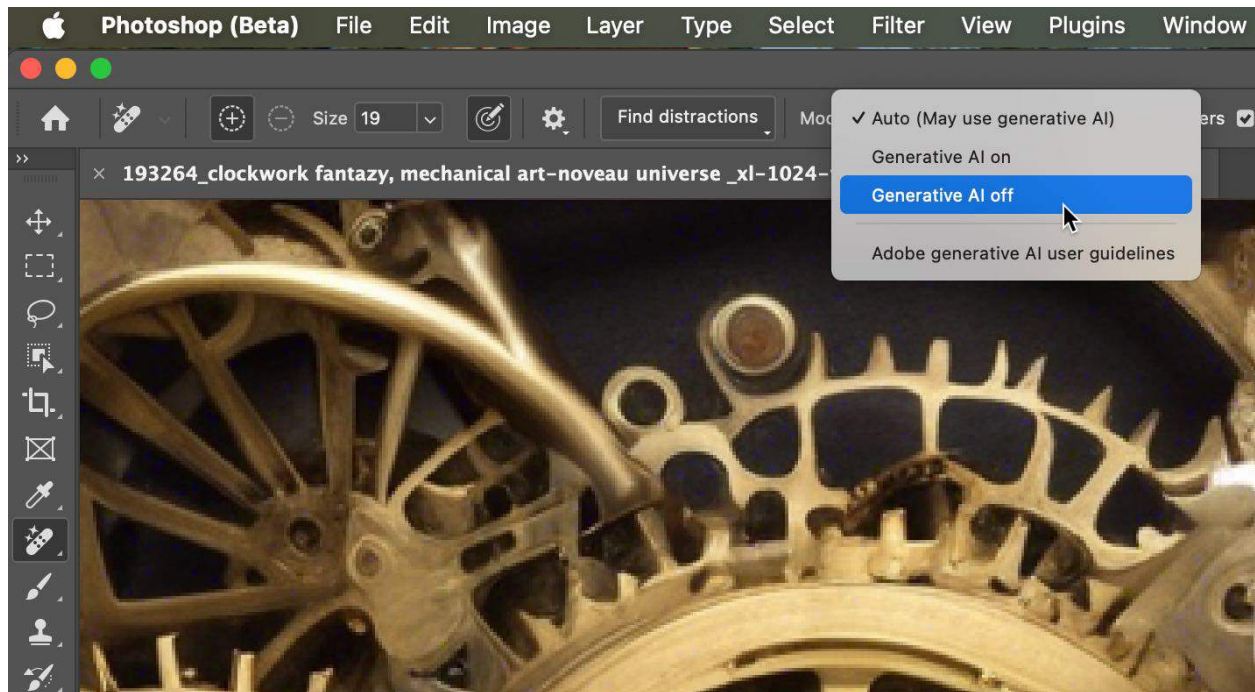 Photoshop (Beta) File Edit Image Layer Type Select Filter View Plugins Window
Size 19 Find distractions Mod ✓ Auto (May use generative AI) ers
Generative AI on
× 193264_clockwork fantazy, mechanical art-noveau universe _xl-1024-
Generative AI off
Adobe generative AI user guidelines